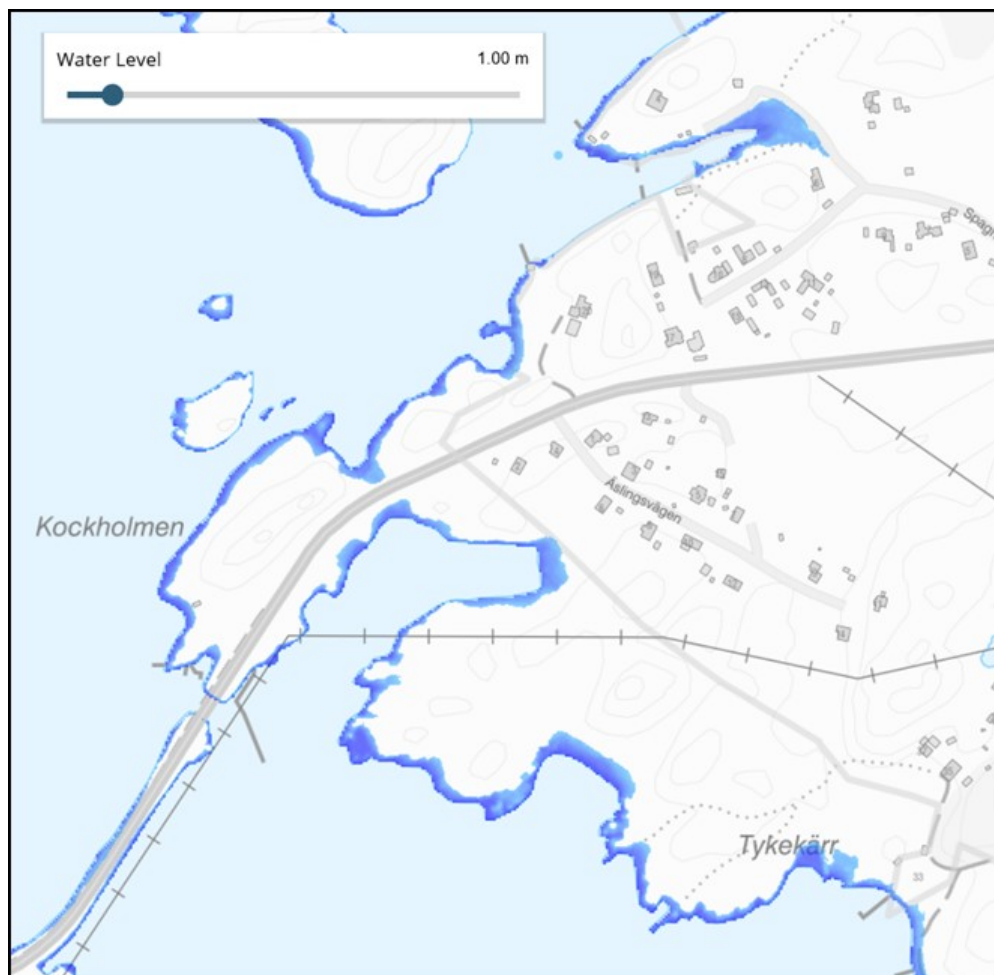 Water Level
1.00 m
Kockholmen
Åslingsvägen
Tykekärr
33